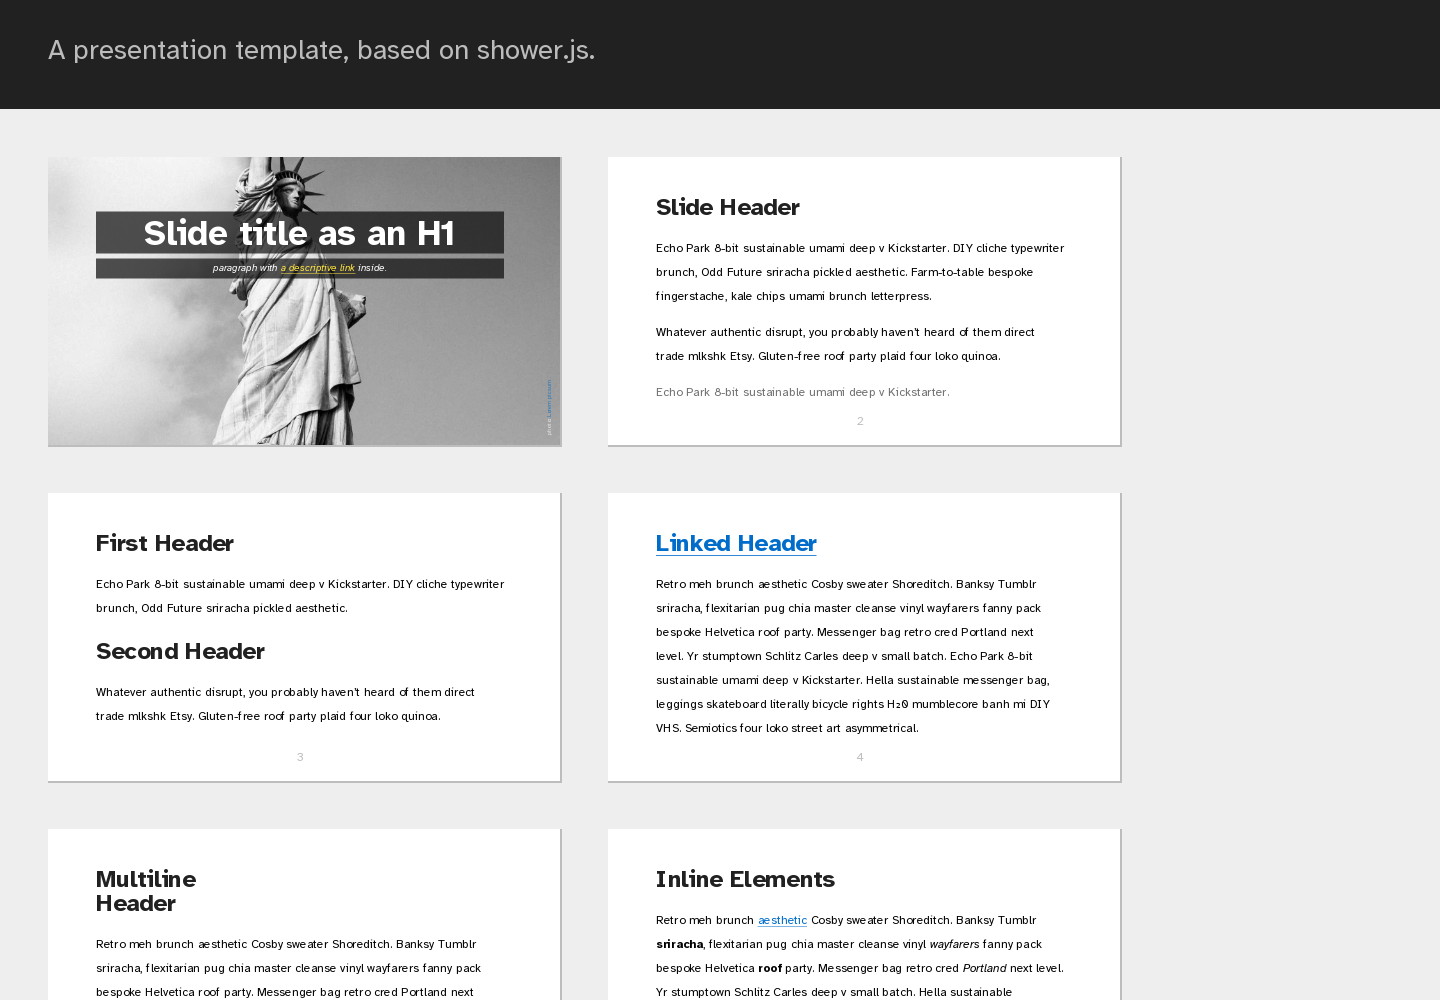 A presentation template, based on shower.js.
Slide title as an H1
paragraph with a descriptive link inside.
photo: Lorem picsum
Slide Header
Echo Park 8-bit sustainable umami deep v Kickstarter. DIY cliche typewriter
brunch, Odd Future sriracha pickled aesthetic. Farm-to-table bespoke
fingerstache, kale chips umami brunch letterpress.
Whatever authentic disrupt, you probably haven't heard of them direct
trade mlkshk Etsy. Gluten-free roof party plaid four loko quinoa.
Echo Park 8-bit sustainable umami deep v Kickstarter.
2
First Header
Echo Park 8-bit sustainable umami deep v Kickstarter. DIY cliche typewriter
brunch, Odd Future sriracha pickled aesthetic.
Second Header
Whatever authentic disrupt, you probably haven't heard of them direct
trade mlkshk Etsy. Gluten-free roof party plaid four loko quinoa.
3
Linked Header
Retro meh brunch aesthetic Cosby sweater Shoreditch. Banksy Tumblr
sriracha, flexitarian pug chia master cleanse vinyl wayfarers fanny pack
bespoke Helvetica roof party. Messenger bag retro cred Portland next
level. Yr stumptown Schlitz Carles deep v small batch. Echo Park 8-bit
sustainable umami deep v Kickstarter. Hella sustainable messenger bag,
leggings skateboard literally bicycle rights H₂0 mumblecore banh mi DIY
VHS. Semiotics four loko street art asymmetrical.
4
Multiline
Header
Retro meh brunch aesthetic Cosby sweater Shoreditch. Banksy Tumblr
sriracha, flexitarian pug chia master cleanse vinyl wayfarers fanny pack
bespoke Helvetica roof party. Messenger bag retro cred Portland next
Inline Elements
Retro meh brunch aesthetic Cosby sweater Shoreditch. Banksy Tumblr
sriracha, flexitarian pug chia master cleanse vinyl wayfarers fanny pack
bespoke Helvetica roof party. Messenger bag retro cred Portland next level.
Yr stumptown Schlitz Carles deep v small batch. Hella sustainable